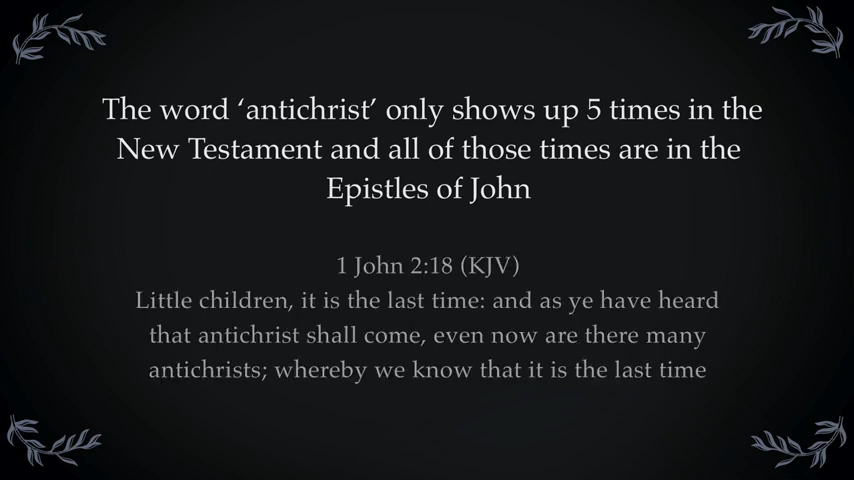 The word ‘antichrist’ only shows up 5 times in the
New Testament and all of those times are in the
Epistles of John
1 John 2:18 (KJV)
Little children, it is the last time: and as ye have heard
that antichrist shall come, even now are there many
antichrists; whereby we know that it is the last time